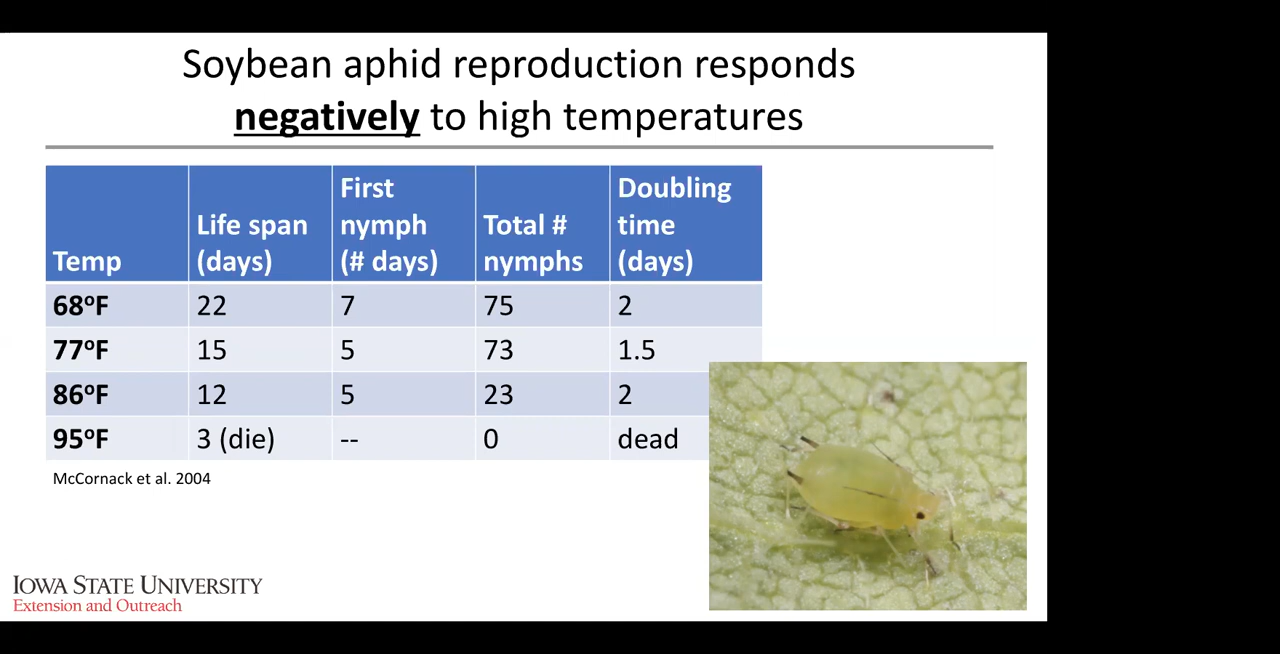 Soybean aphid reproduction responds
negatively to high temperatures
Temp Life span (days) First nymph (# days) Total # nymphs Doubling time (days)
68ºF 22 7 75 2
77ºF 15 5 73 1.5
86ºF 12 5 23 2
95ºF 3 (die) -- 0 dead
McCornack et al. 2004
IOWA STATE UNIVERSITY
Extension and Outreach